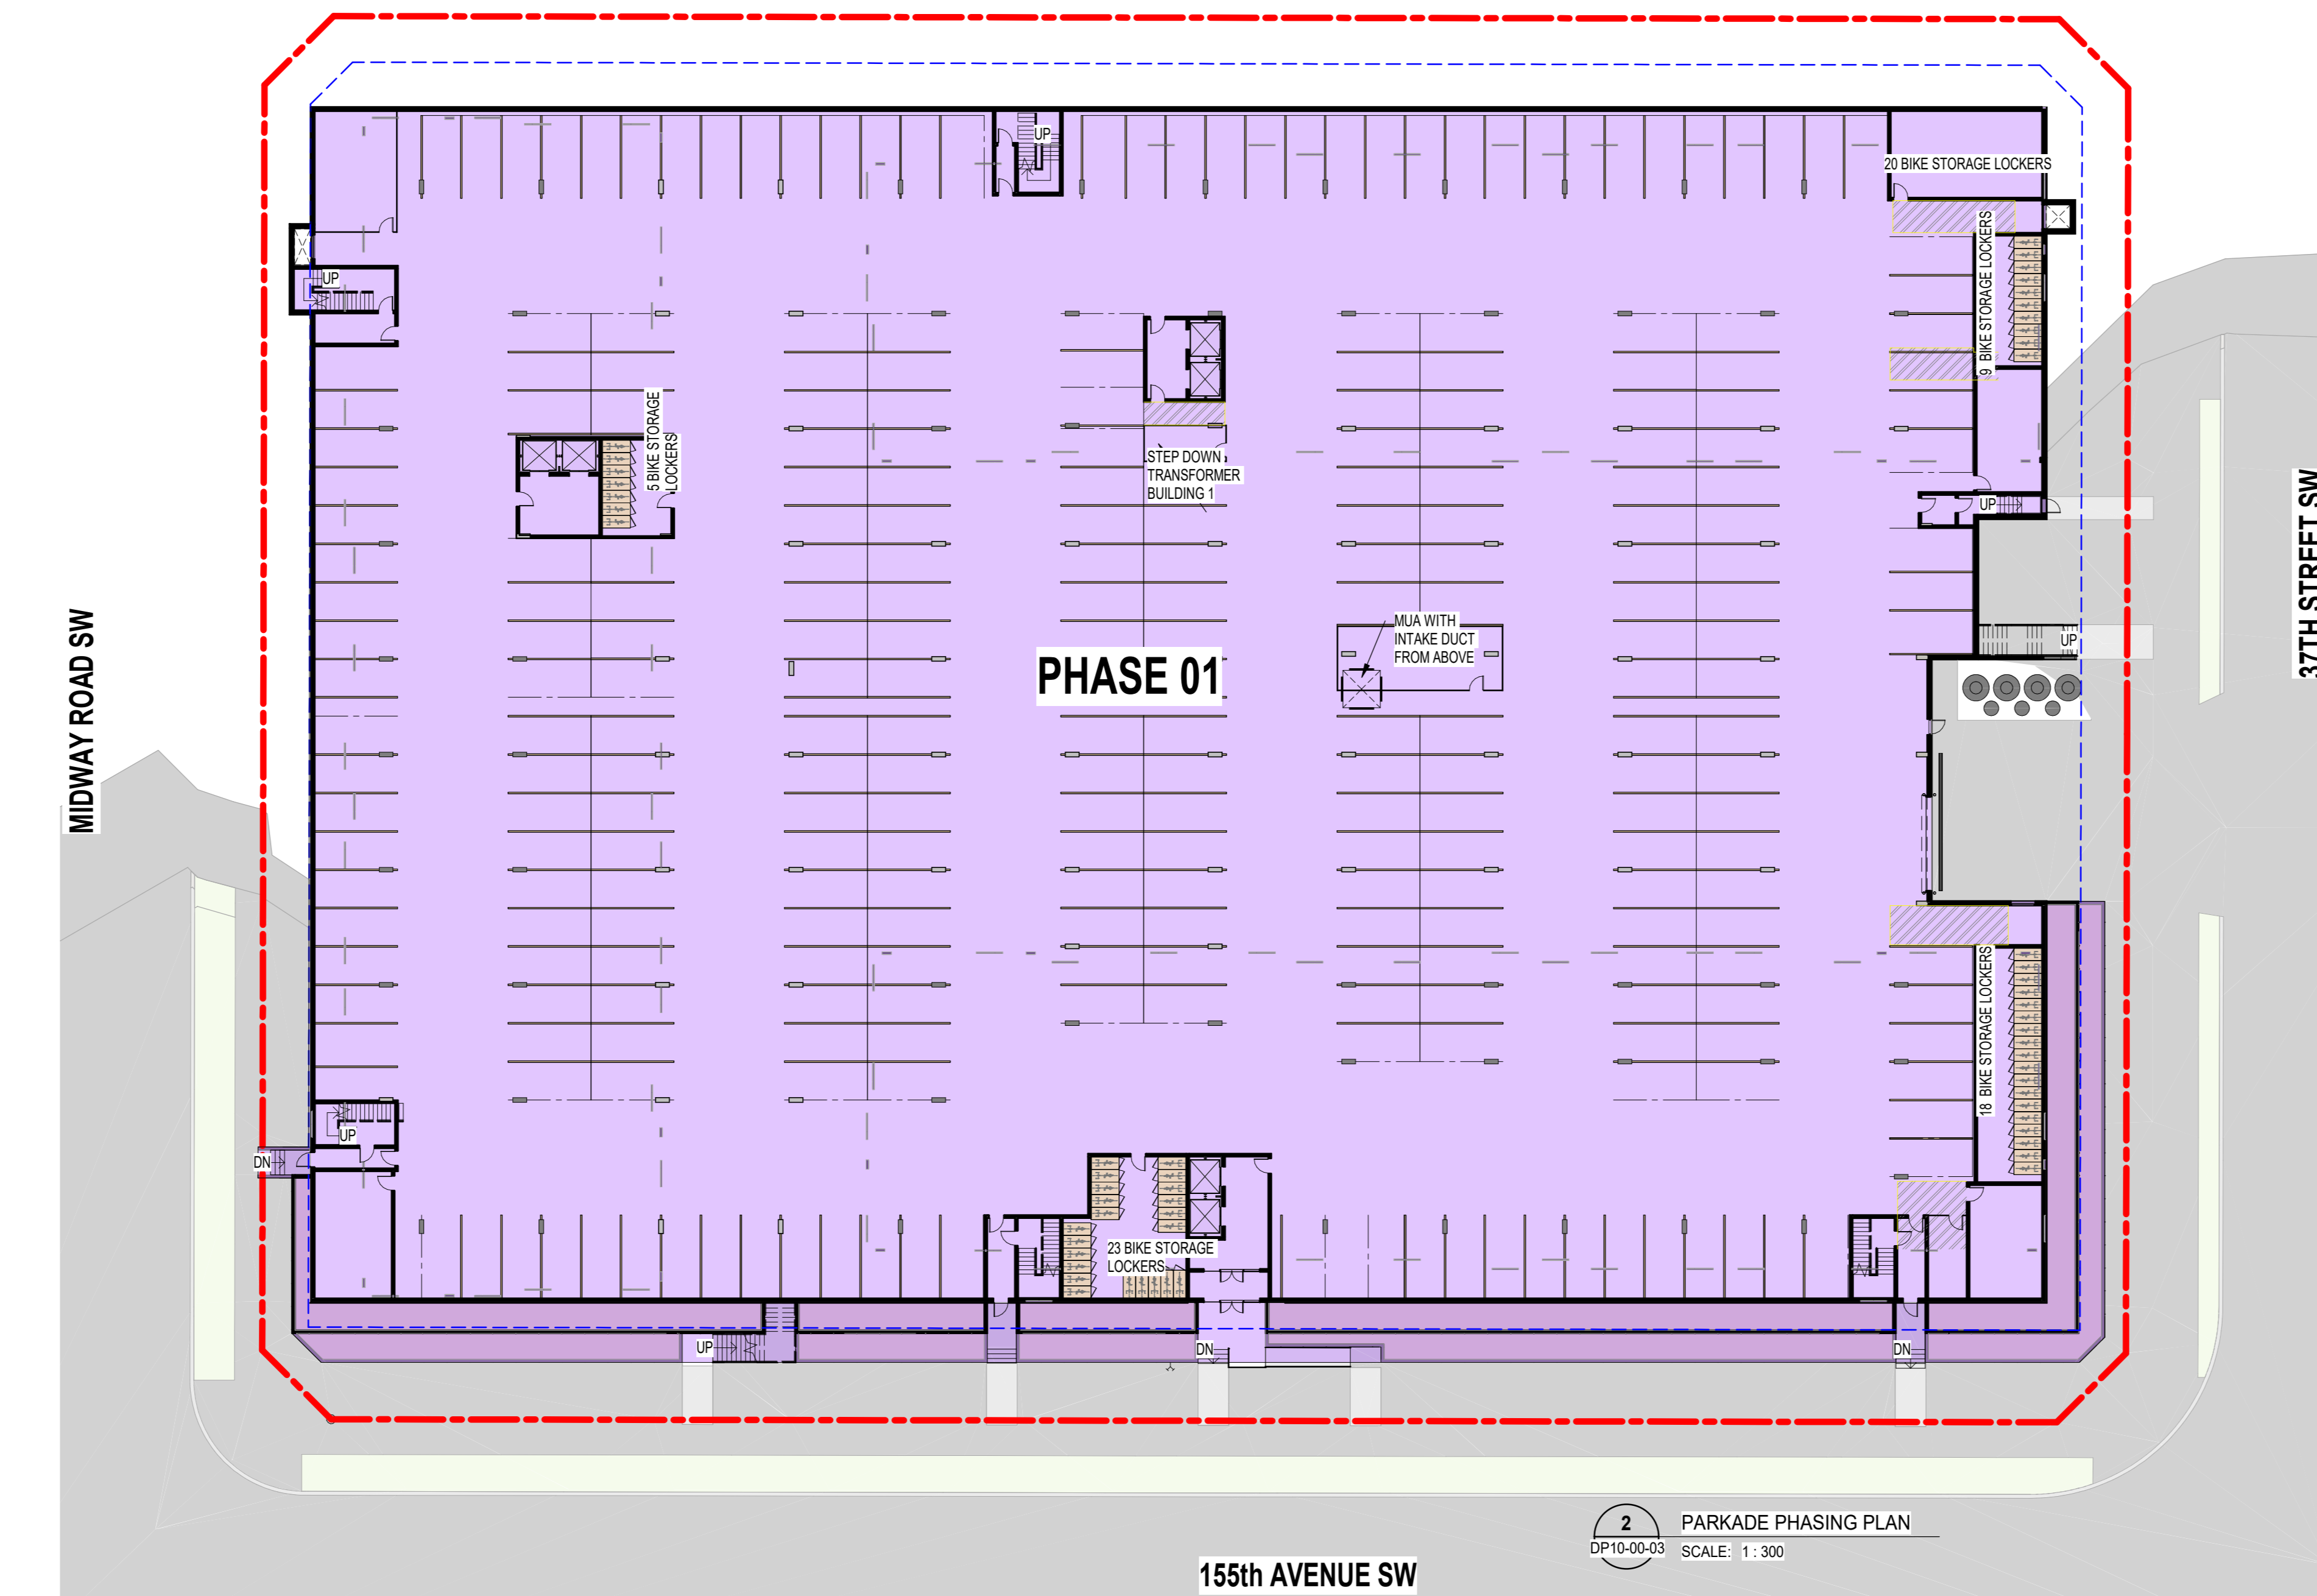 UP
20 BIKE STORAGE LOCKERS
9 BIKE STORAGE LOCKERS
UP
5 BIKE STORAGE
LOCKERS
STEP DOWN
TRANSFORMER
BUILDING 1
UP
37TH STREET SW
MUA WITH
INTAKE DUCT
FROM ABOVE
UP
PHASE 01
MIDWAY ROAD SW
18 BIKE STORAGE LOCKERS
UP
DN
23 BIKE STORAGE
LOCKERS
UP
DN
DN
2
DP10-00-03
PARKADE PHASING PLAN
SCALE: 1 : 300
155th AVENUE SW